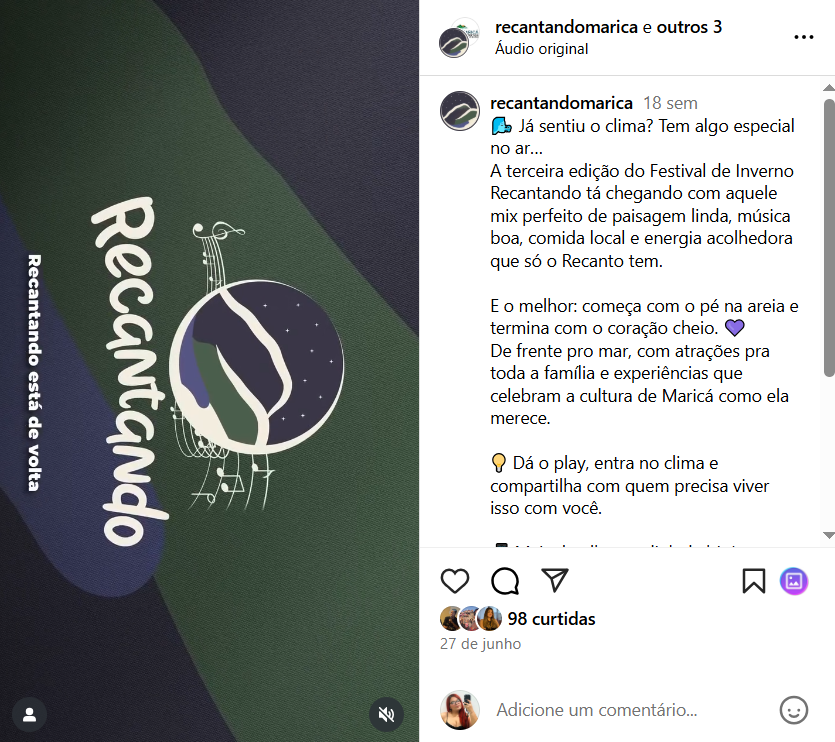 Recantando
Recantando está de volta
recantandomarica e outros 3
Áudio original
recantandomarica 18 sem
🌬️ Já sentiu o clima? Tem algo especial
no ar...
A terceira edição do Festival de Inverno
Recantando tá chegando com aquele
mix perfeito de paisagem linda, música
boa, comida local e energia acolhedora
que só o Recanto tem.
E o melhor: começa com o pé na areia e
termina com o coração cheio. 💜
De frente pro mar, com atrações pra
toda a família e experiências que
celebram a cultura de Maricá como ela
merece.
💡 Dá o play, entra no clima e
compartilha com quem precisa viver
isso com você.
98 curtidas
27 de junho
Adicione um comentário...